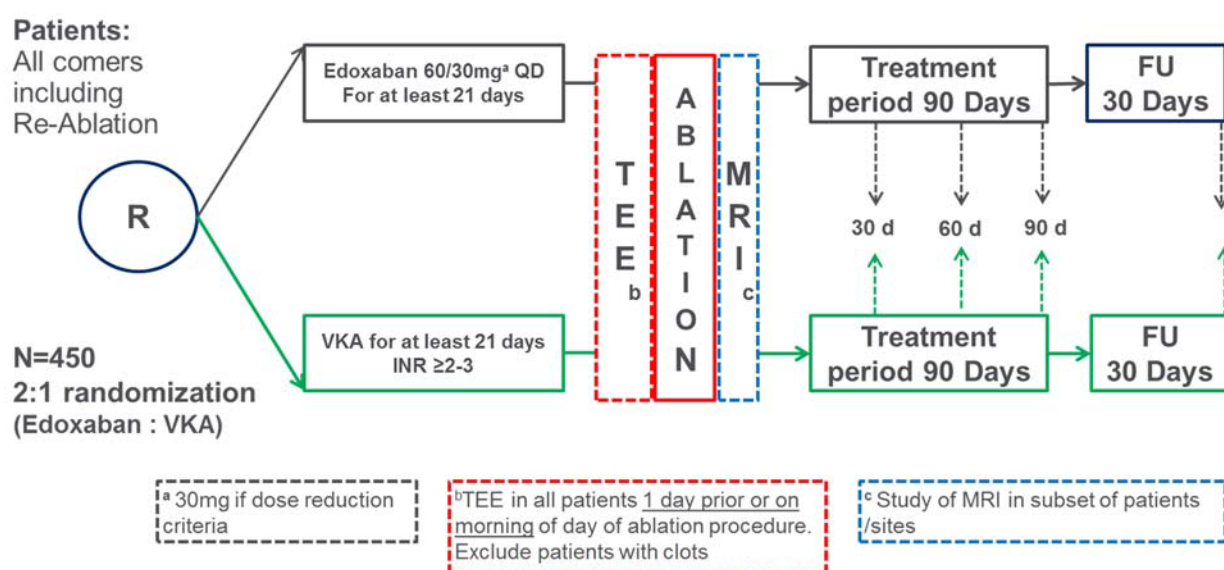 Patients:
All comers
including
Re-Ablation
R
N=450
2:1 randomization
(Edoxaban : VKA)
Edoxaban 60/30mgᵃ QD
For at least 21 days
VKA for at least 21 days
INR ≥2-3
TEE
b
ABLATION
MRI
c
Treatment
period 90 Days
FU
30 Days
30 d
60 d
90 d
Treatment
period 90 Days
FU
30 Days
ᵃ 30mg if dose reduction
criteria
ᵇTEE in all patients 1 day prior or on
morning of day of ablation procedure.
Exclude patients with clots
ᶜ Study of MRI in subset of patients
/sites